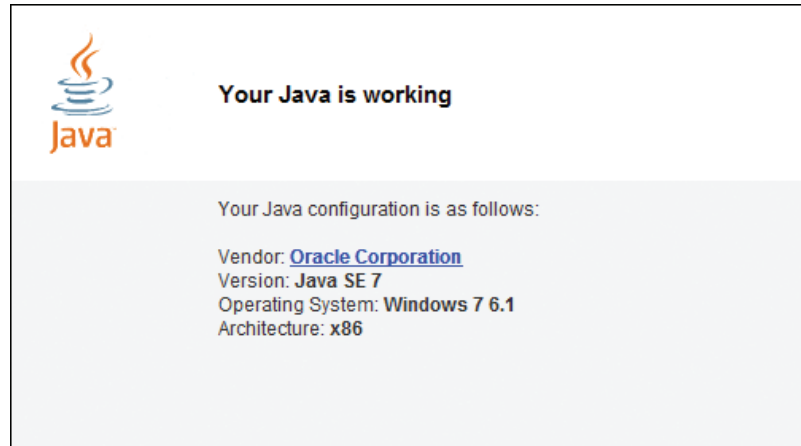 Java
Your Java is working
Your Java configuration is as follows:
Vendor: Oracle Corporation
Version: Java SE 7
Operating System: Windows 7 6.1
Architecture: x86